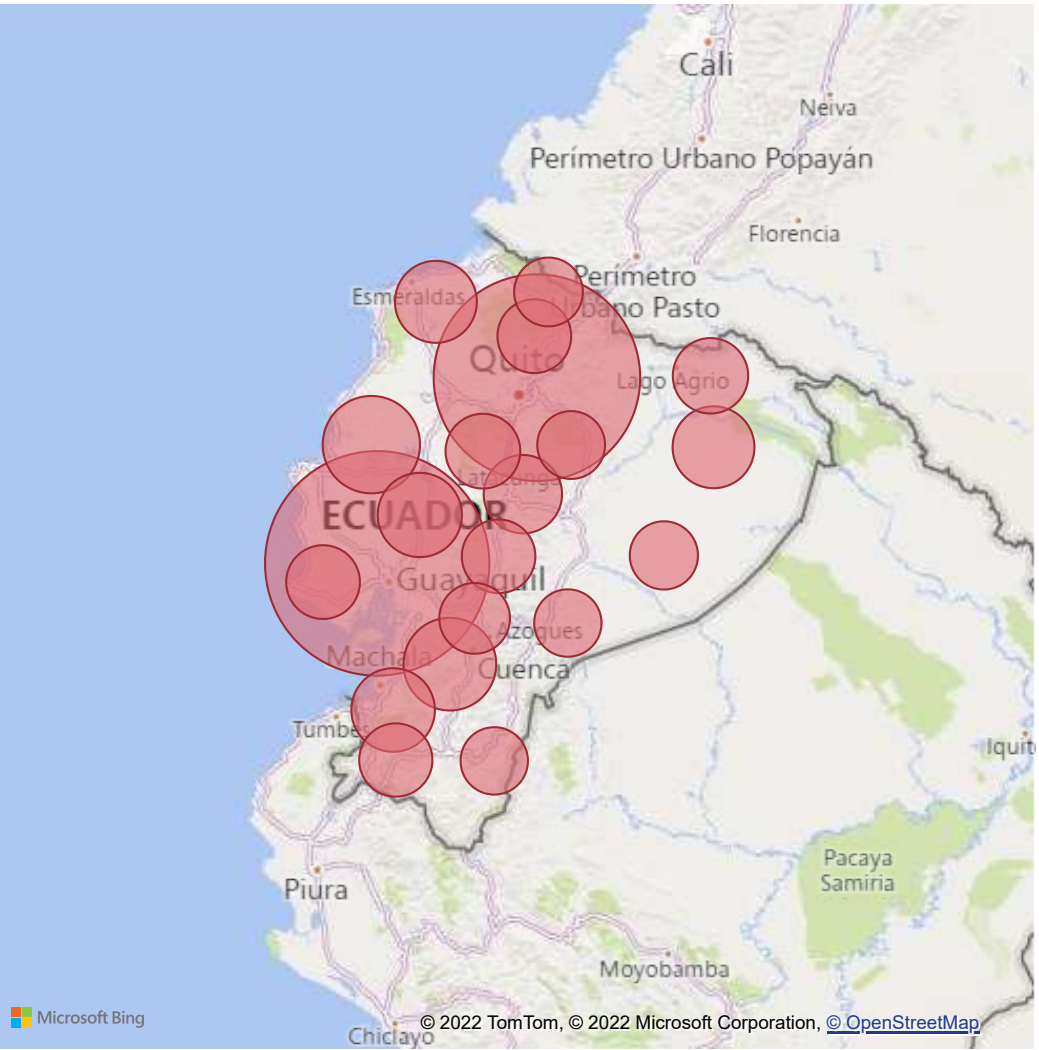 Cali
Neiva
Perímetro Urbano Popayán
Florencia
Perímetro
Urbano Pasto
Esmeraldas
Quito
Lago Agrio
Latacunga
ECUADOR
Guayaquil
Azogues
Machala
Cuenca
Tumbes
Iquit
Pacaya
Samiria
Piura
Moyobamba
Microsoft Bing
© 2022 TomTom, © 2022 Microsoft Corporation, © OpenStreetMap
Chiclayo